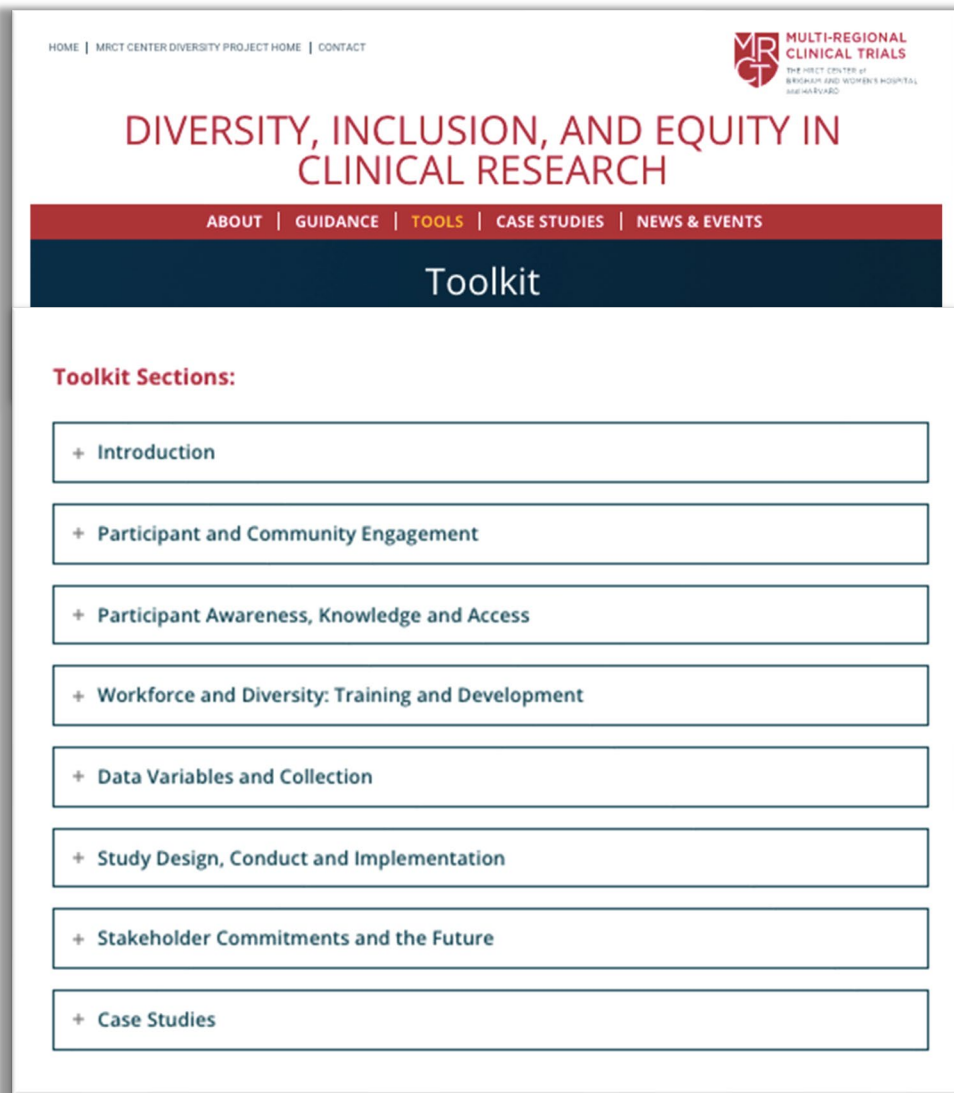 HOME | MRCT CENTER DIVERSITY PROJECT HOME | CONTACT
MRCT
MULTI-REGIONAL
CLINICAL TRIALS
THE MRCT CENTER of
BRIGHAM AND WOMEN'S HOSPITAL
and HARVARD
DIVERSITY, INCLUSION, AND EQUITY IN
CLINICAL RESEARCH
ABOUT | GUIDANCE | TOOLS | CASE STUDIES | NEWS & EVENTS
Toolkit
Toolkit Sections:
+ Introduction
+ Participant and Community Engagement
+ Participant Awareness, Knowledge and Access
+ Workforce and Diversity: Training and Development
+ Data Variables and Collection
+ Study Design, Conduct and Implementation
+ Stakeholder Commitments and the Future
+ Case Studies